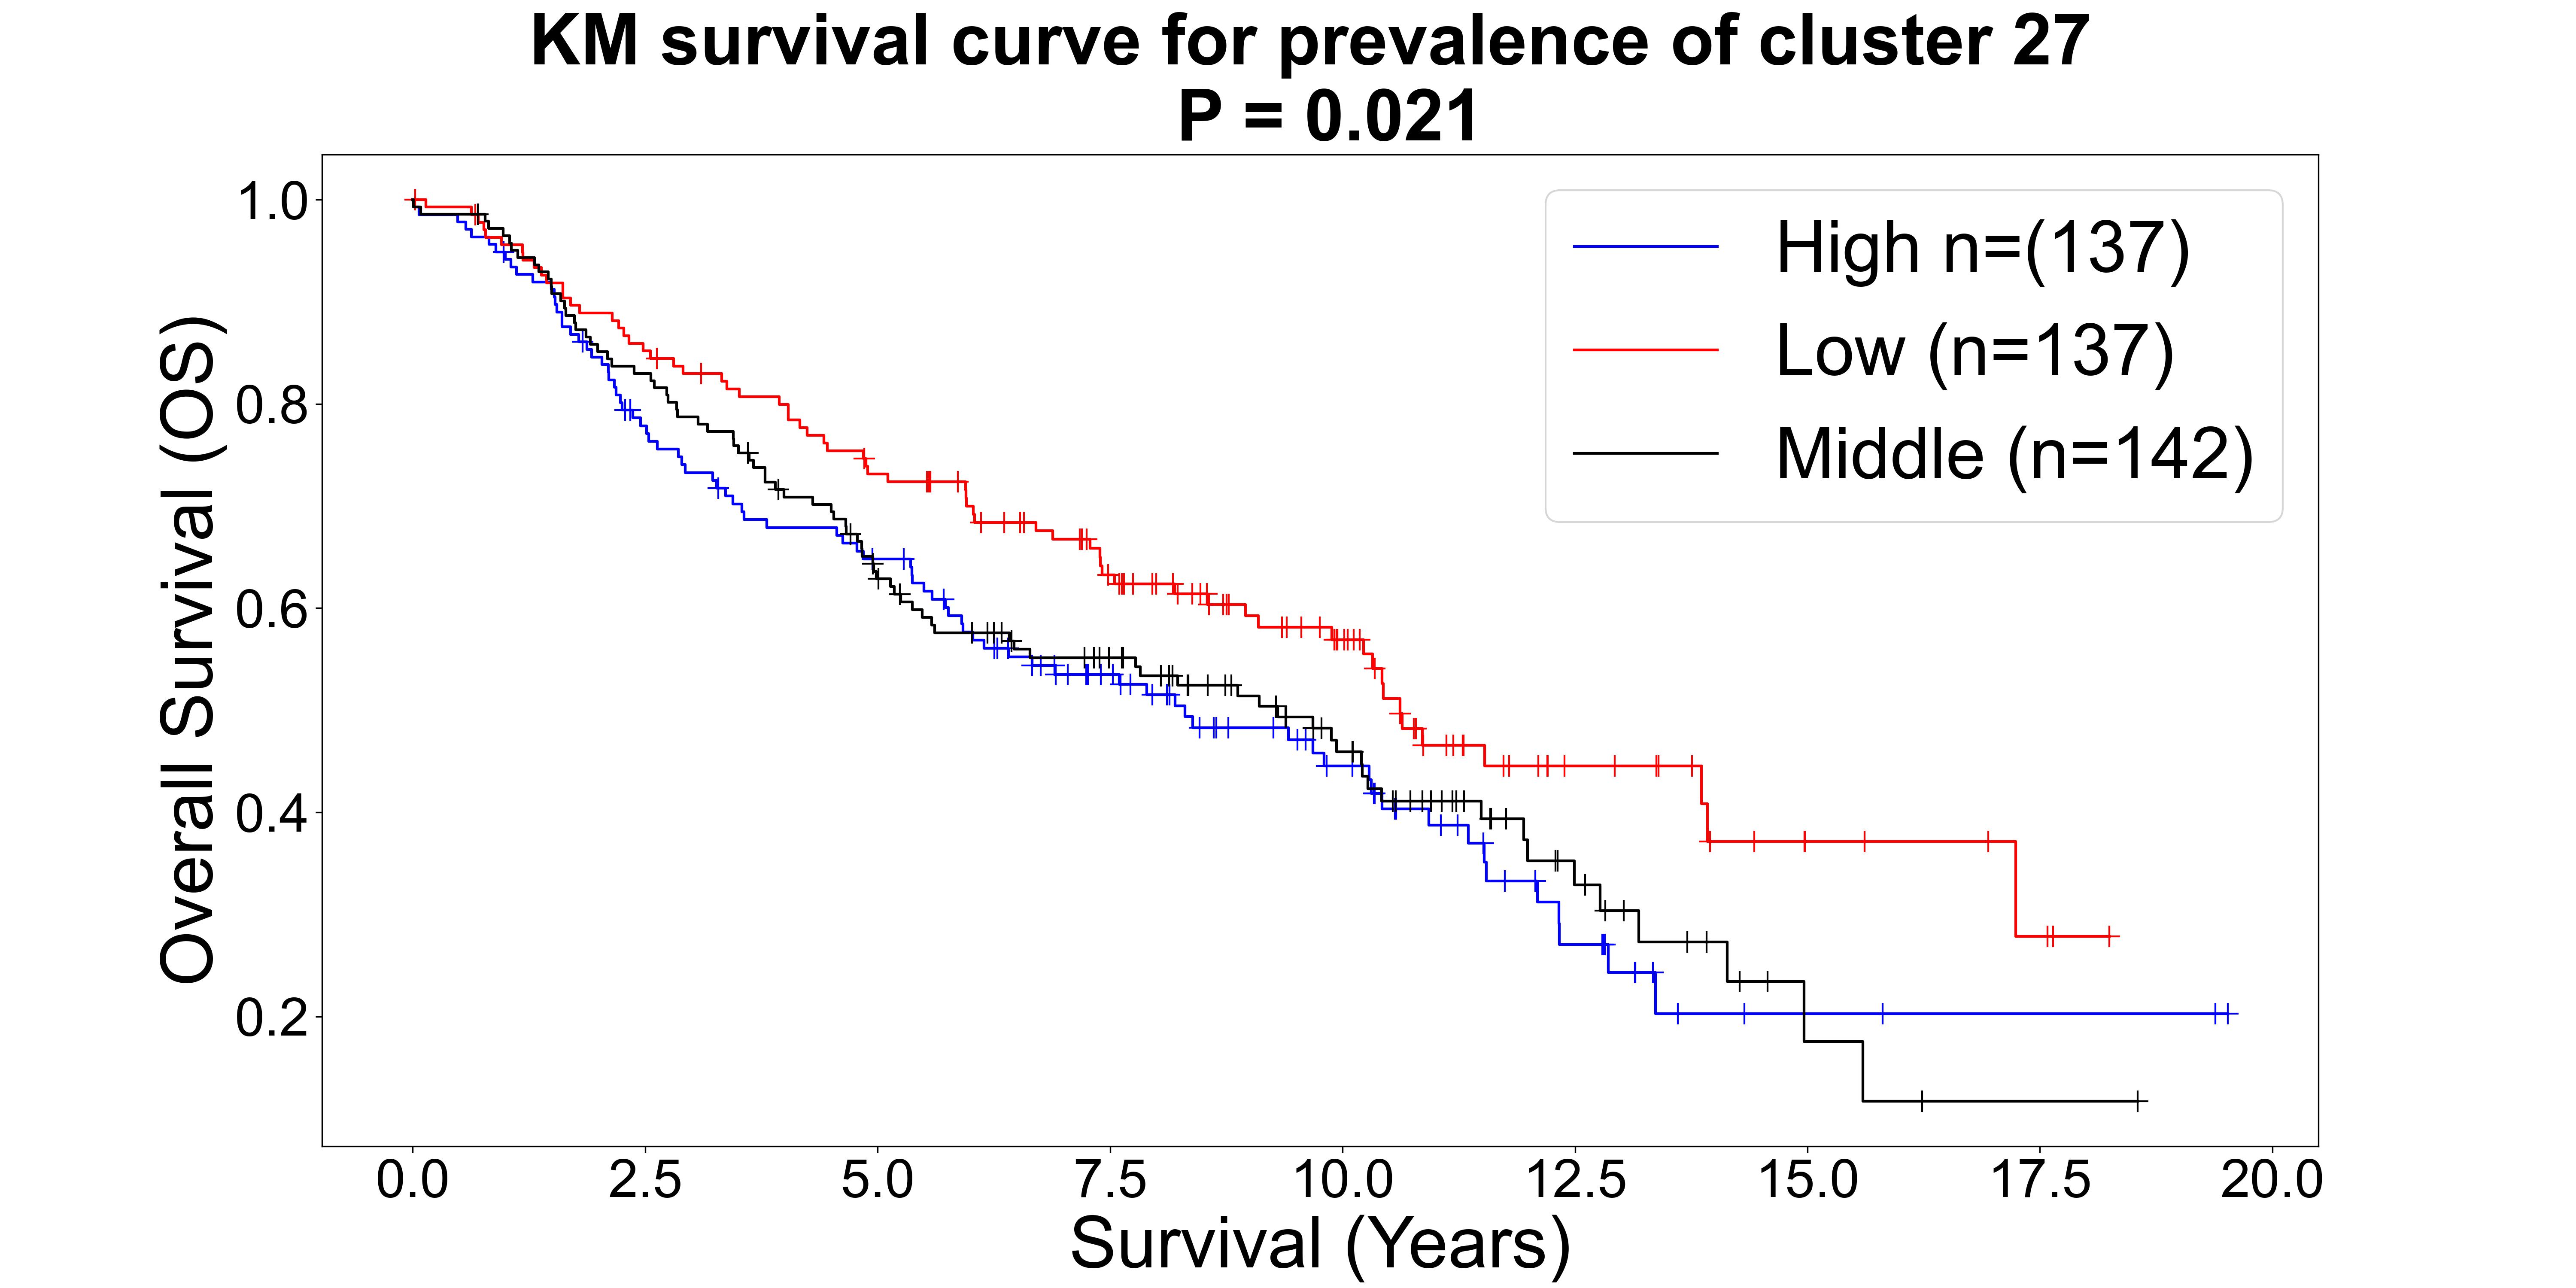 KM survival curve for prevalence of cluster 27
P = 0.021
High n=(137)
Low (n=137)
Middle (n=142)
Overall Survival (OS)
1.0
0.8
0.6
0.4
0.2
0.0 2.5 5.0 7.5 10.0 12.5 15.0 17.5 20.0
Survival (Years)